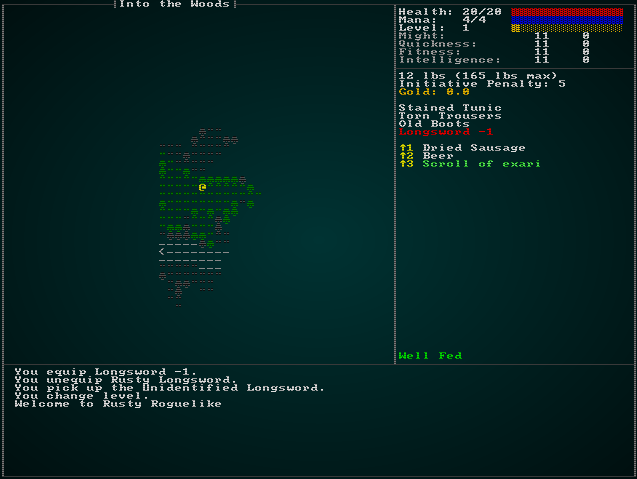 Into the Woods
Health: 20/20
Mana: 4/4
Level: 1
Might: 11 0
Quickness: 11 0
Fitness: 11 0
Intelligence: 11 0
12 lbs (165 lbs max)
Initiative Penalty: 5
Gold: 0.0
Stained Tunic
Torn Trousers
Old Boots
Longsword -1
↑1 Dried Sausage
↑2 Beer
↑3 Scroll of exari
Well Fed
You equip Longsword -1.
You unequip Rusty Longsword.
You pick up the Unidentified Longsword.
You change level.
Welcome to Rusty Roguelike